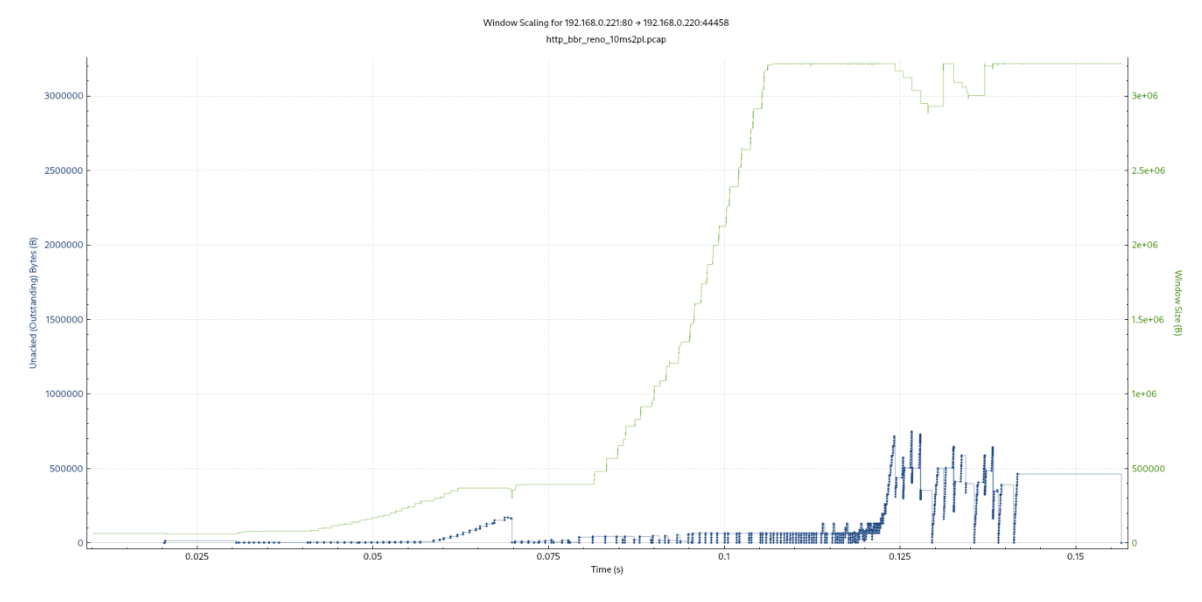 Window Scaling for 192.168.0.221:80 → 192.168.0.220:44458
http_bbr_reno_10ms2pl.pcap
Unacked (Outstanding) Bytes (B)
3000000
2500000
2000000
1500000
1000000
500000
0
3e+06
2.5e+06
2e+06
1.5e+06
1e+06
500000
0
Window Size (B)
0.025
0.05
0.075
0.1
0.125
0.15
Time (s)